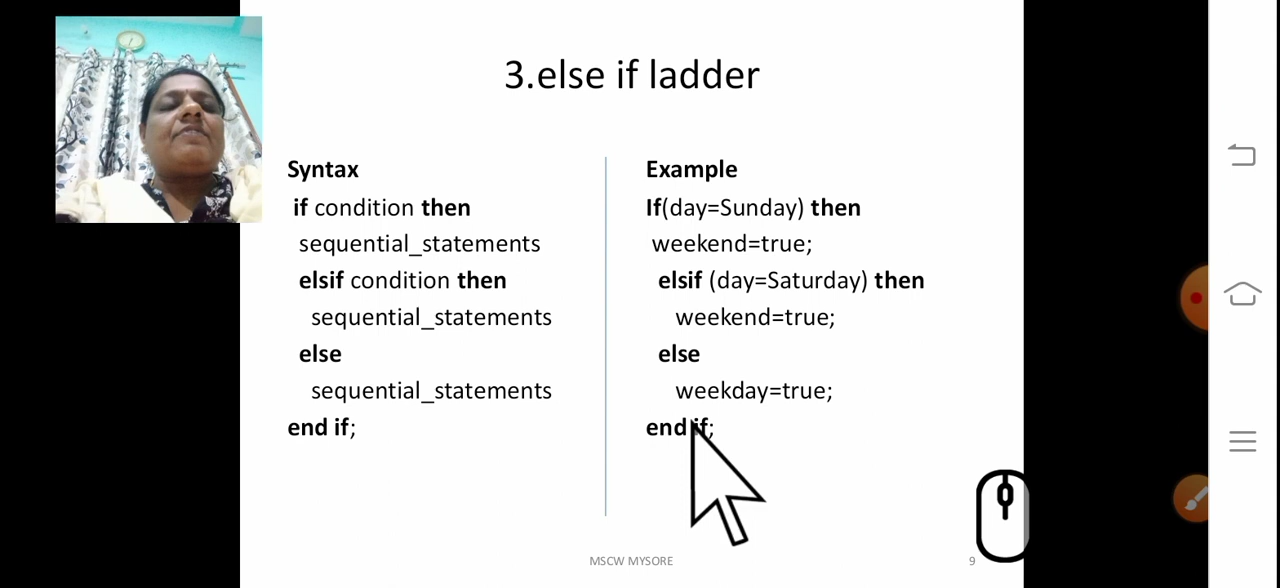 3.else if ladder
Syntax
if condition then
sequential_statements
elsif condition then
sequential_statements
else
sequential_statements
end if;
Example
If(day=Sunday) then
weekend=true;
elsif (day=Saturday) then
weekend=true;
else
weekday=true;
end if;
MSCW MYSORE
9